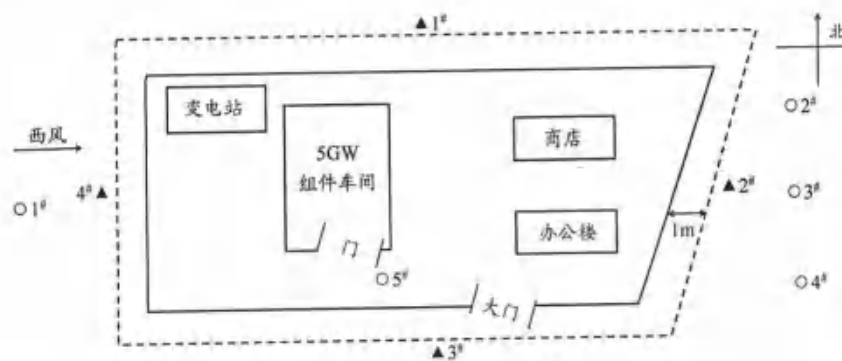 ▲1#
北
变电站
○2#
西风
5GW
组件车间
商店
4#▲
▲2#
○3#
○1#
1m
门
办公楼
○5#
大门
○4#
▲3#